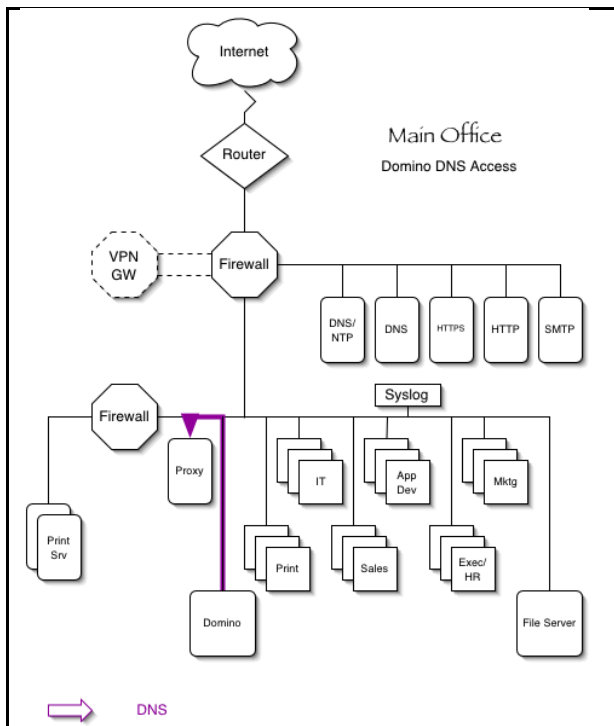 Internet
Main Office
Domino DNS Access
Router
VPN
GW
Firewall
DNS/
NTP
DNS
HTTPS
HTTP
SMTP
Syslog
Firewall
Proxy
IT
App
Dev
Mktg
Print
Srv
Print
Sales
Exec/
HR
Domino
File Server
DNS